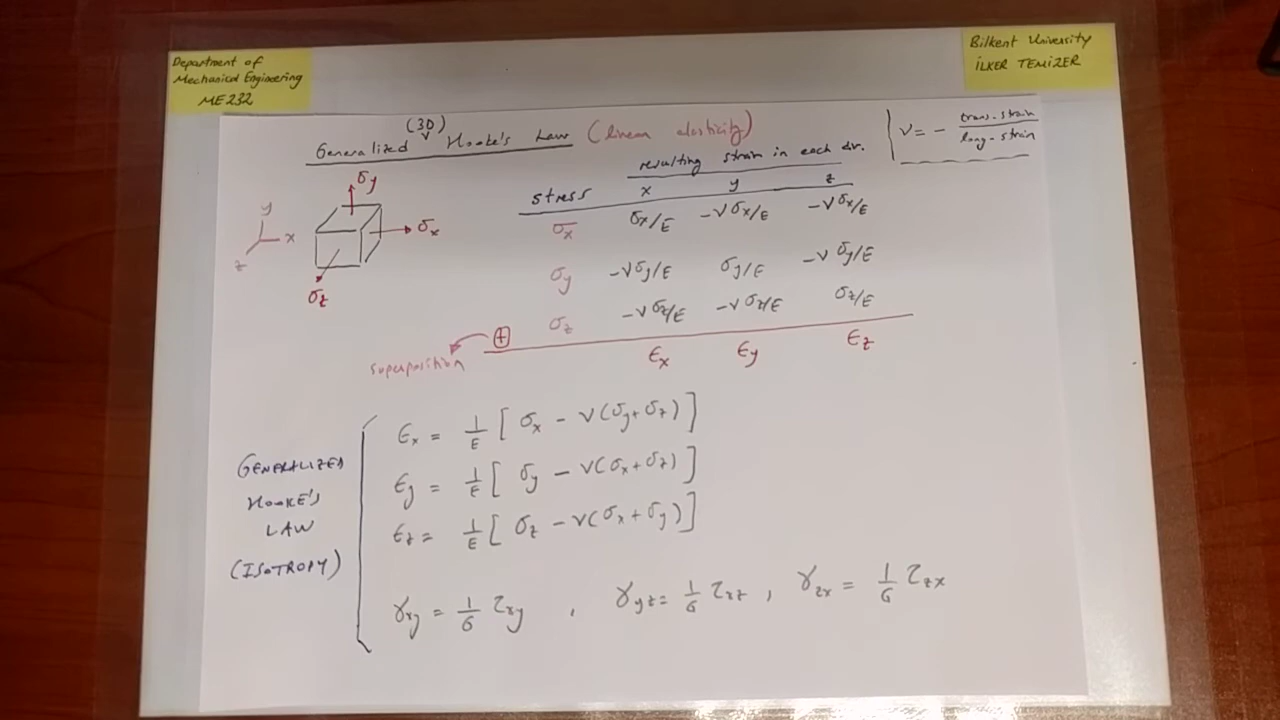 Department of
Mechanical Engineering
ME 232
Bilkent University
İLKER TEMİZER
Generalized (3D) Hooke's Law (linear elasticity)
ν = - trans. strain / long. strain
y
x
z
σy
σx
σz
resulting strain in each dir.
stress x y z
σx σx/E -νσx/E -νσx/E
σy -νσy/E σy/E -νσy/E
σz -νσz/E -νσz/E σz/E
superposition + ϵx ϵy ϵz
GENERALIZED
HOOKE'S
LAW
(ISOTROPY)
ϵx = 1/E [ σx - ν(σy+σz) ]
ϵy = 1/E [ σy - ν(σx+σz) ]
ϵz = 1/E [ σz - ν(σx+σy) ]
γxy = 1/G τxy , γyz = 1/G τxz , γzx = 1/G τzx